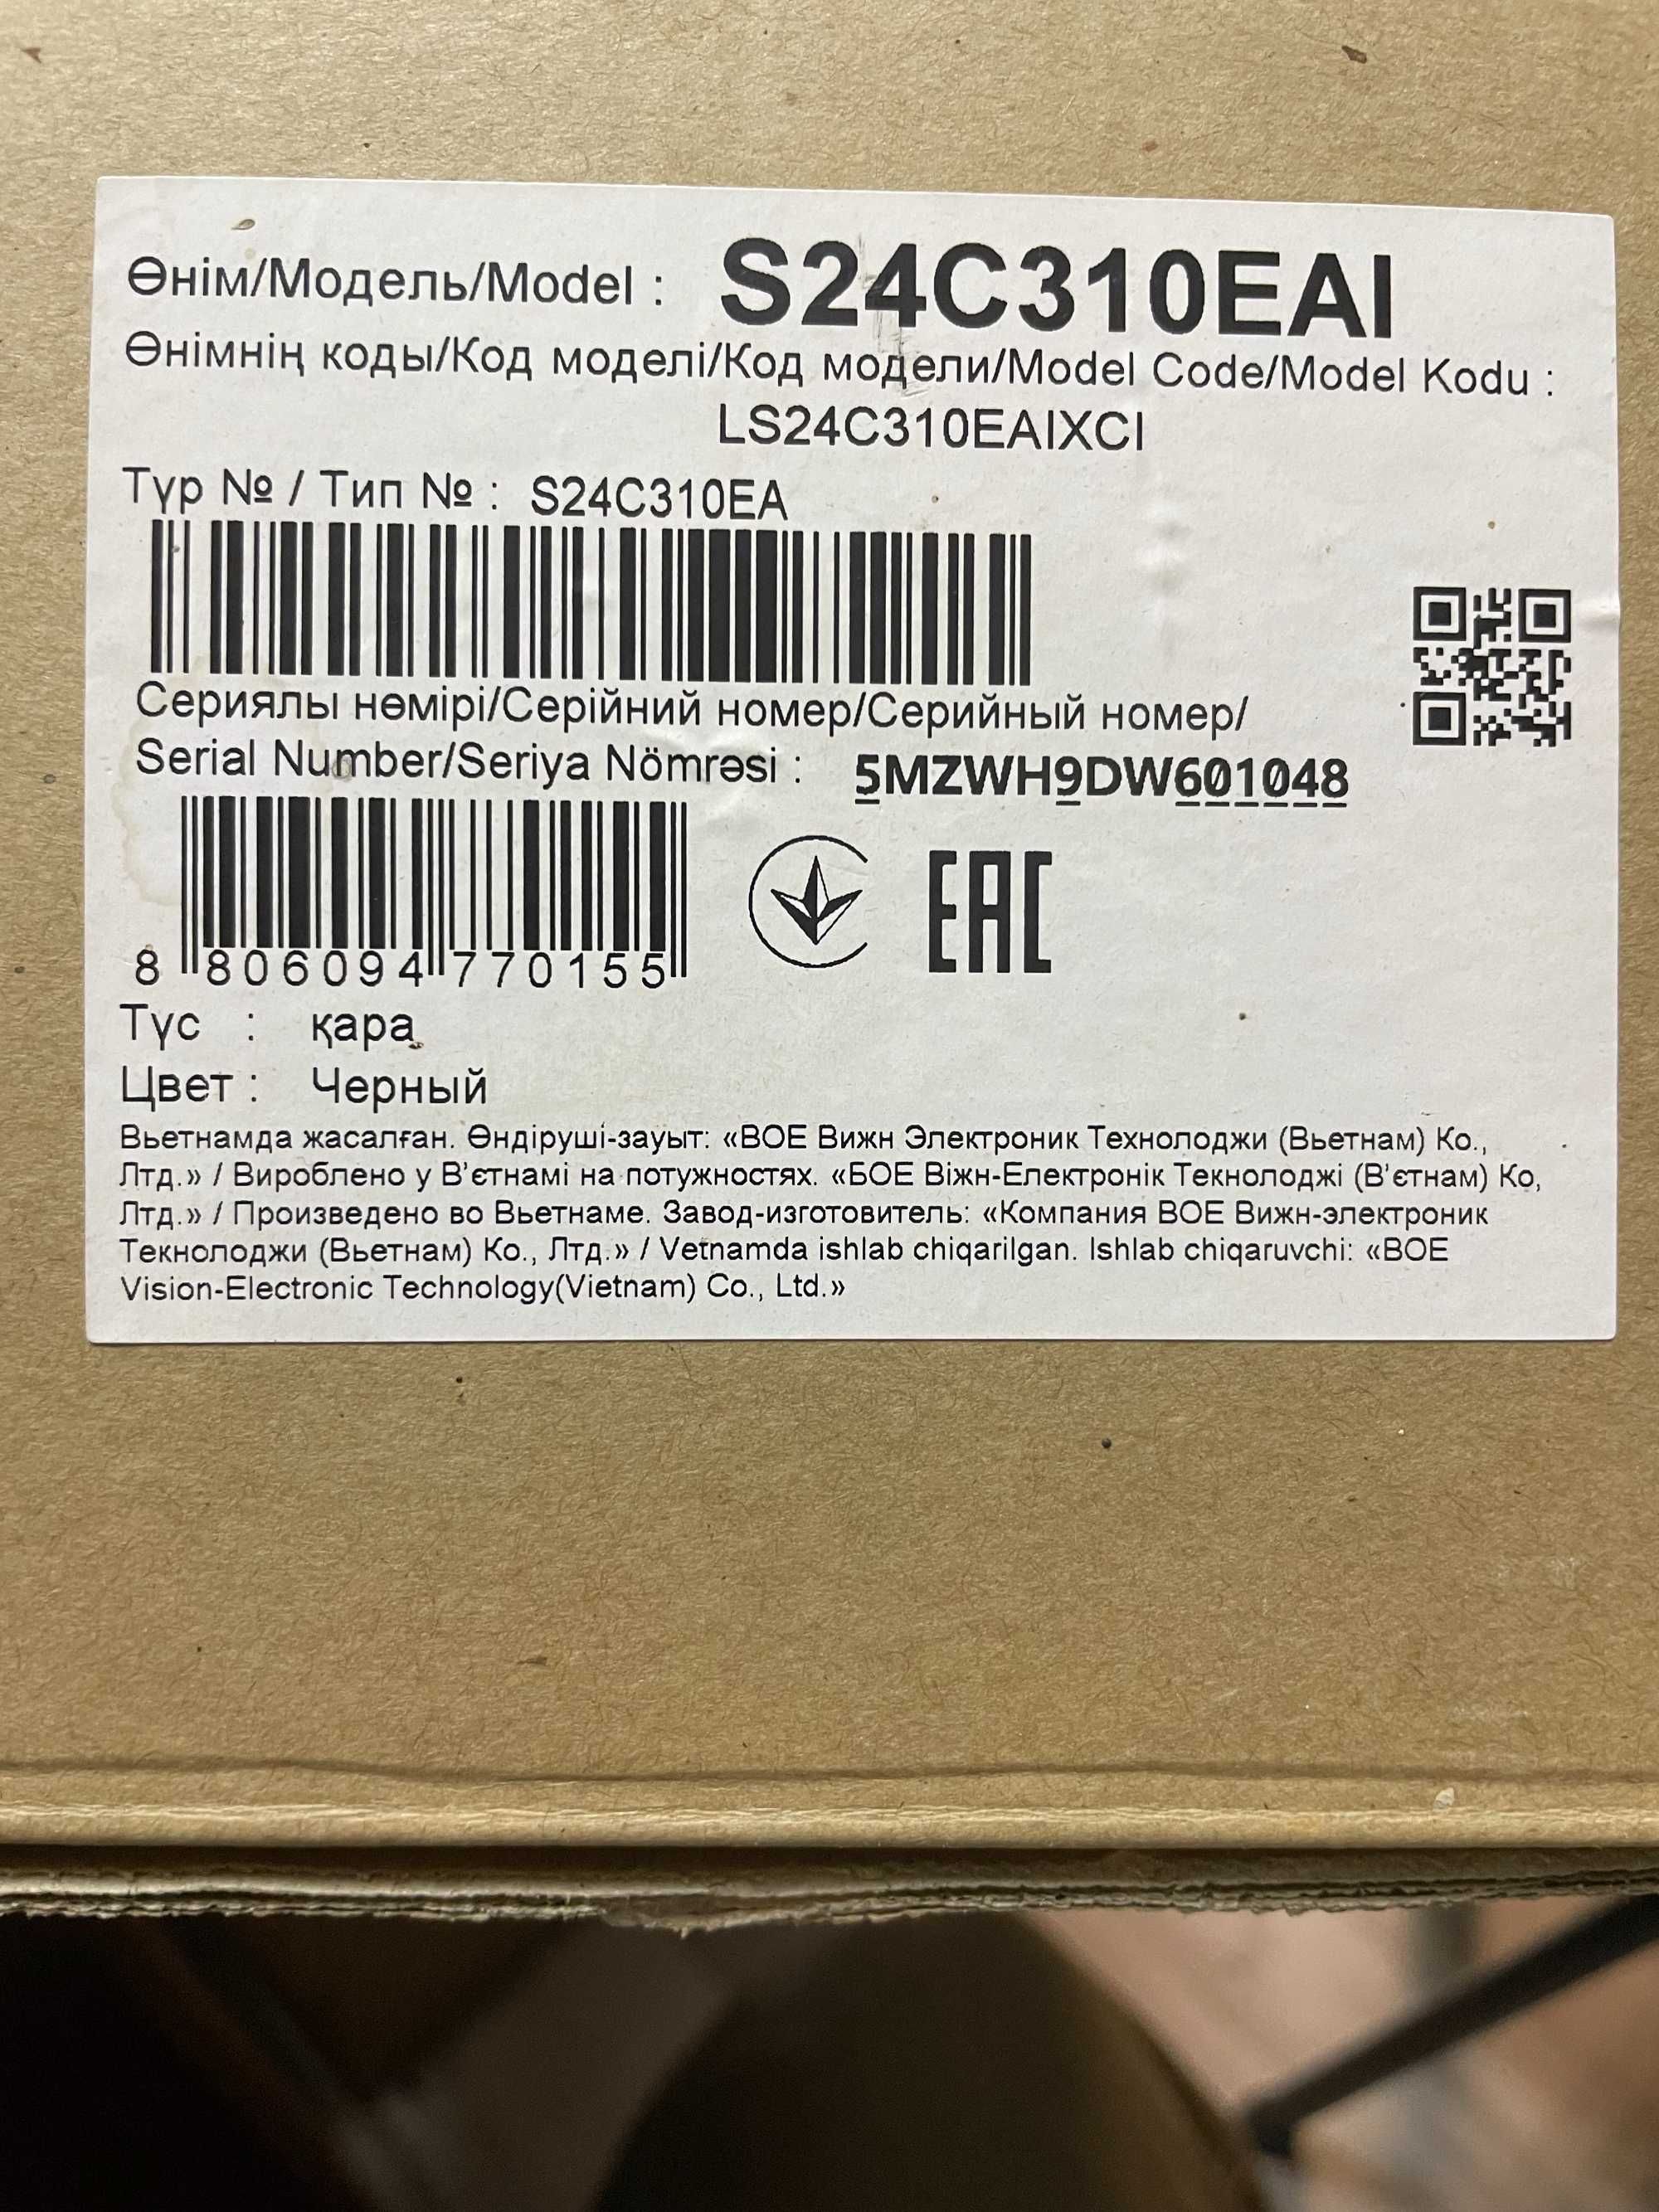 Өнім/Модель/Model : S24C310EAI
Өнімнің коды/Код моделі/Код модели/Model Code/Model Kodu :
LS24C310EAIXCI
Түр № / Тип № : S24C310EA
Сериялы нөмірі/Серійний номер/Серийный номер/
Serial Number/Seriya Nömrəsi : 5MZWH9DW601048
EAC
8 806094 770155
Түс : қара
Цвет : Черный
Вьетнамда жасалған. Өндіруші-зауыт: «ВОЕ Вижн Электроник Технолоджи (Вьетнам) Ко.,
Лтд.» / Вироблено у В'єтнамі на потужностях. «БОЕ Віжн-Електронік Текнолоджі (В'єтнам) Ко,
Лтд.» / Произведено во Вьетнаме. Завод-изготовитель: «Компания ВОЕ Вижн-электроник
Текнолоджи (Вьетнам) Ко., Лтд.» / Vetnamda ishlab chiqarilgan. Ishlab chiqaruvchi: «BOE
Vision-Electronic Technology(Vietnam) Co., Ltd.»